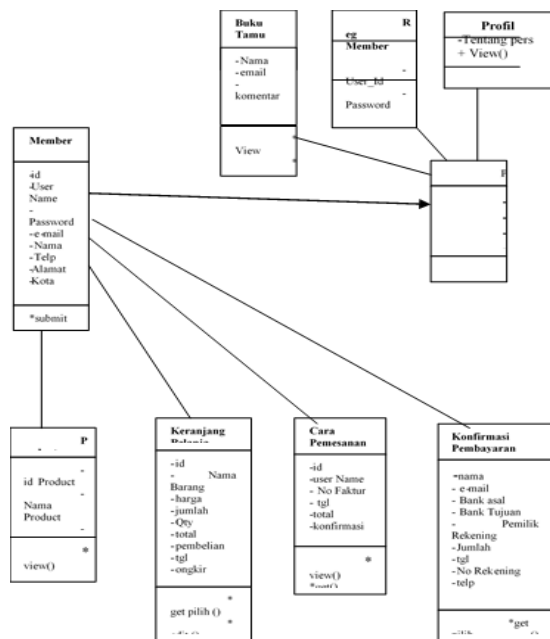 Buku
Tamu
-Nama
-email
-
komentar
View
*
*
R
eg
Member
-
User_Id
-
Password
Profil
-Tentang pers
+ View()
Member
-id
-User
Name
-
Password
-e-mail
-Nama
-Telp
-Alamat
-Kota
*submit
P
-
-
-
P
-
id Product
-
Nama
Product
-
*
view()
Keranjang
-id
- Nama
Barang
-harga
-jumlah
-Qty
-total
-pembelian
-tgl
-ongkir
*
get pilih ()
*
Cara
Pemesanan
-id
-user Name
- No Faktur
- tgl
-total
-konfirmasi
*
view()
Konfirmasi
Pembayaran
-nama
- e-mail
- Bank asal
- Bank Tujuan
- Pemilik
Rekening
-Jumlah
-tgl
-No Rekening
-telp
*get